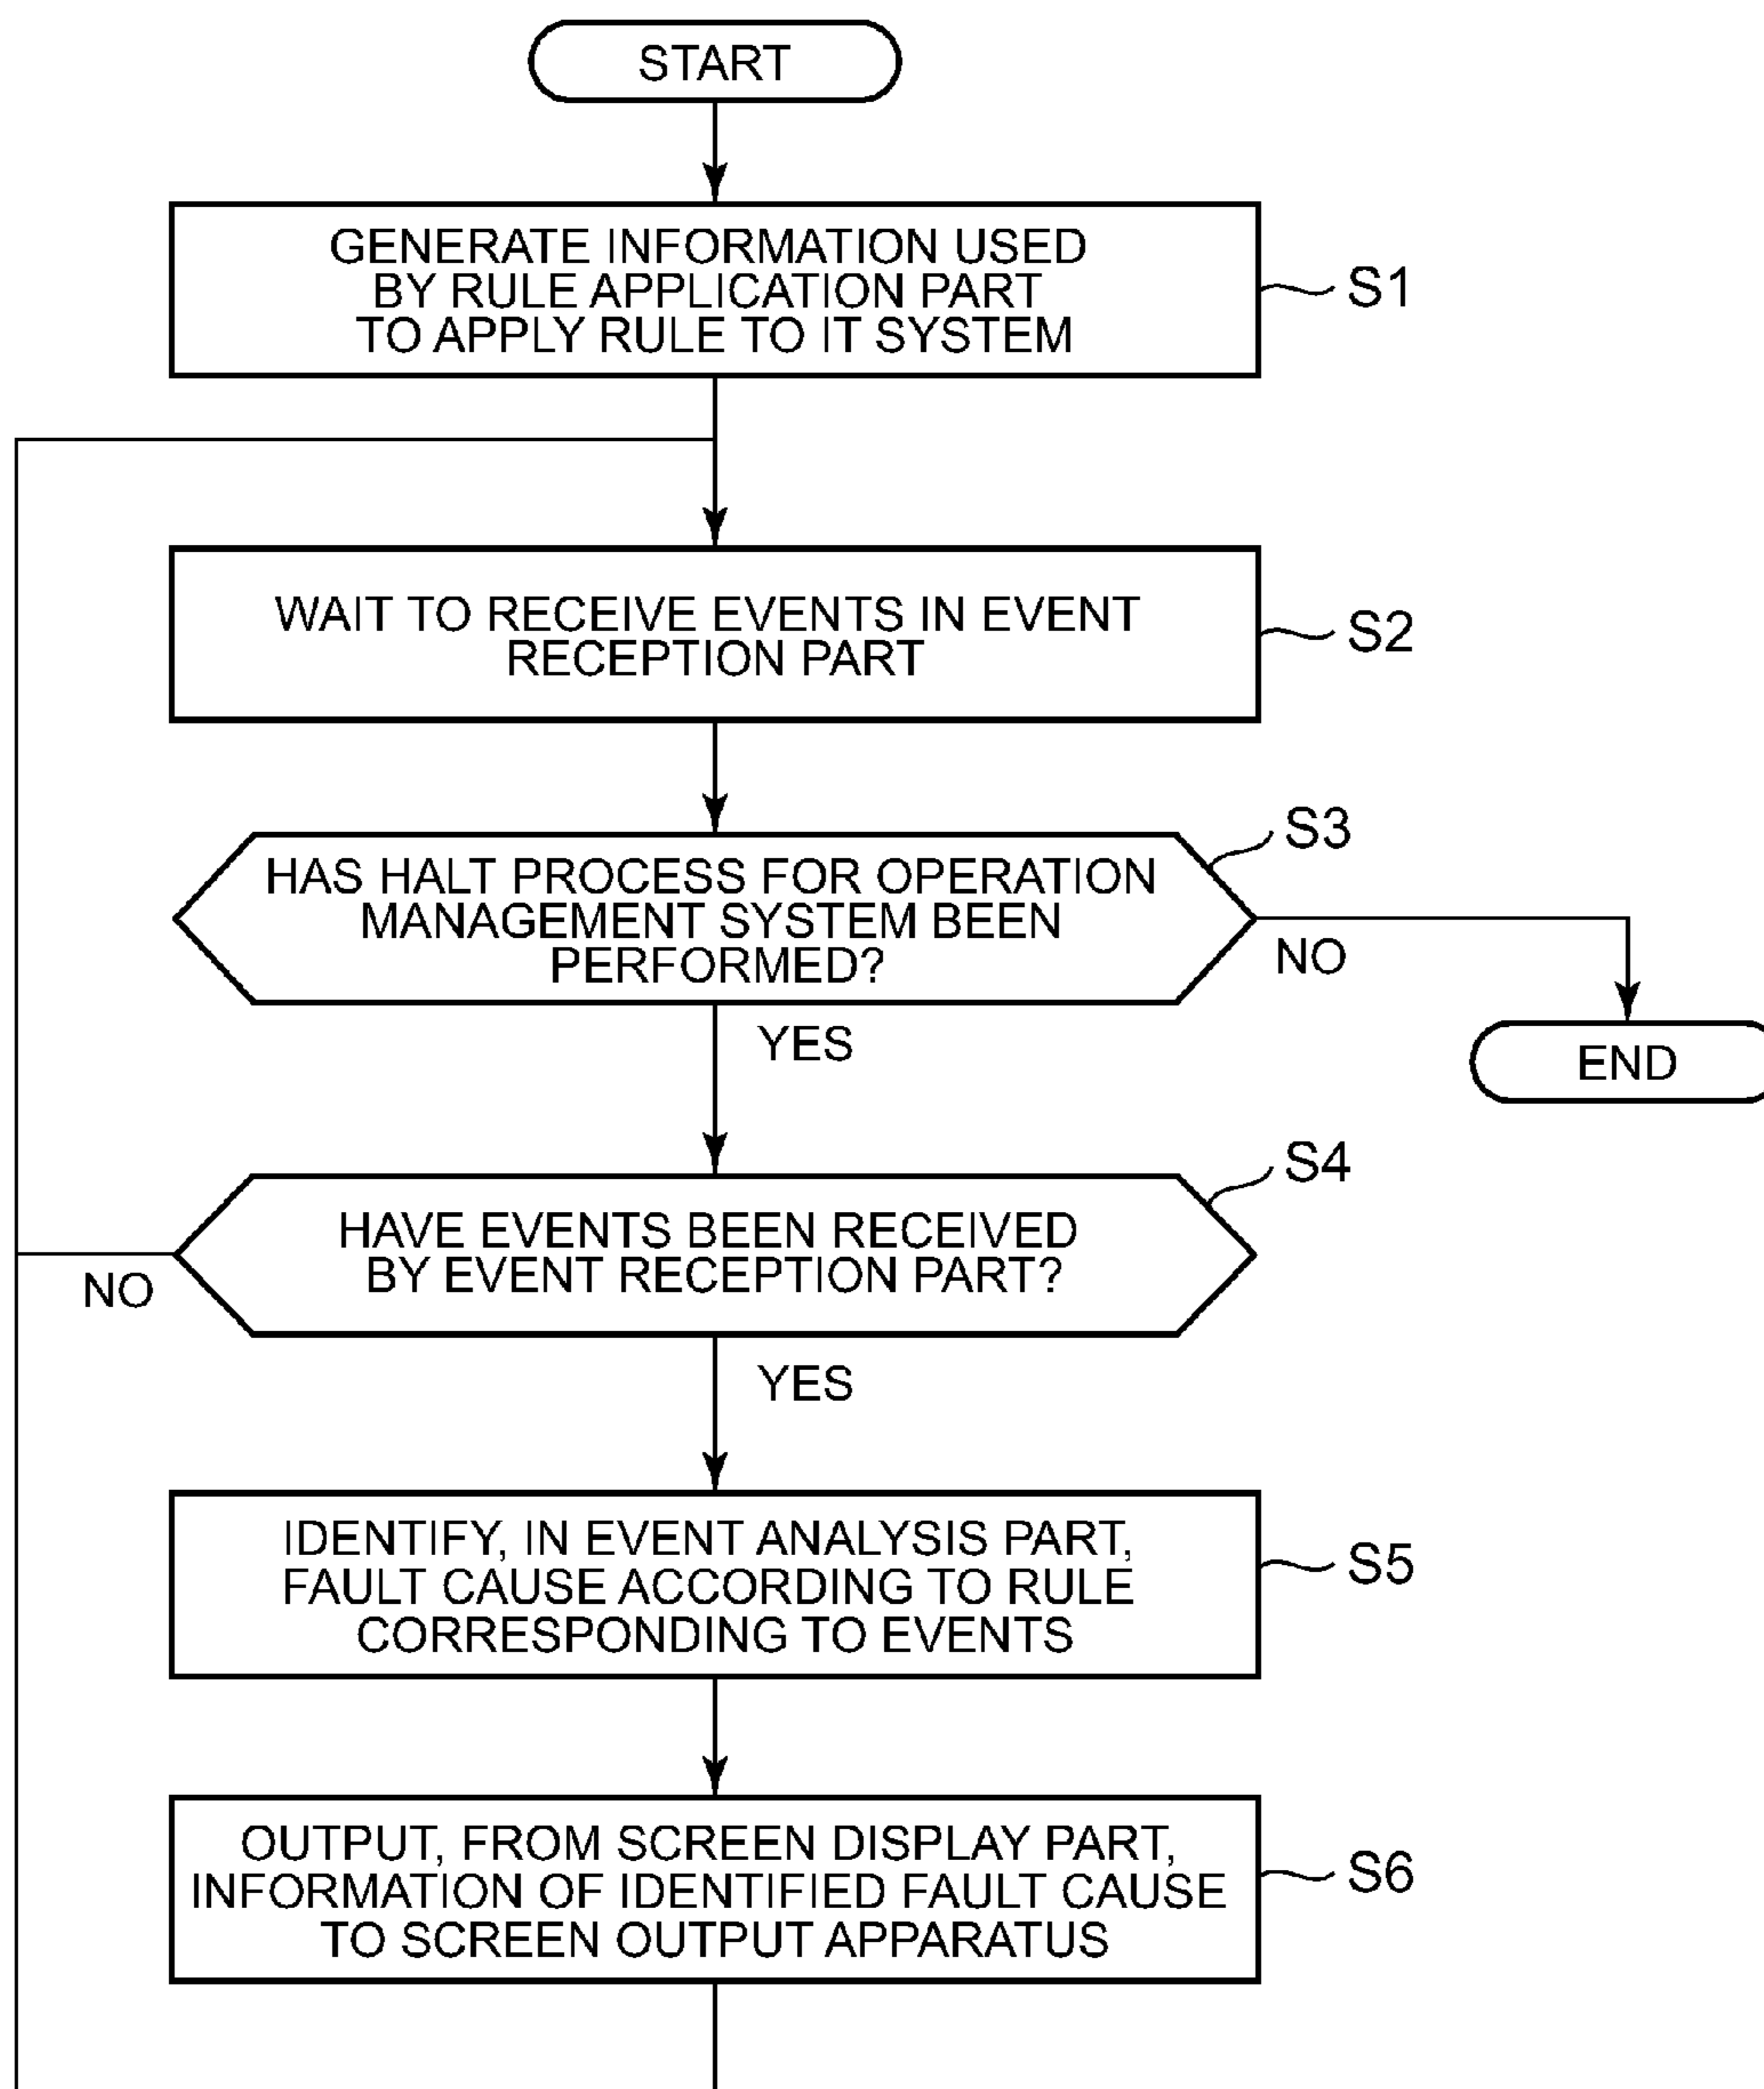 START
GENERATE INFORMATION USED
BY RULE APPLICATION PART
TO APPLY RULE TO IT SYSTEM
S1
WAIT TO RECEIVE EVENTS IN EVENT
RECEPTION PART
S2
HAS HALT PROCESS FOR OPERATION
MANAGEMENT SYSTEM BEEN
PERFORMED?
S3
NO
YES
END
HAVE EVENTS BEEN RECEIVED
BY EVENT RECEPTION PART?
S4
NO
YES
IDENTIFY, IN EVENT ANALYSIS PART,
FAULT CAUSE ACCORDING TO RULE
CORRESPONDING TO EVENTS
S5
OUTPUT, FROM SCREEN DISPLAY PART,
INFORMATION OF IDENTIFIED FAULT CAUSE
TO SCREEN OUTPUT APPARATUS
S6